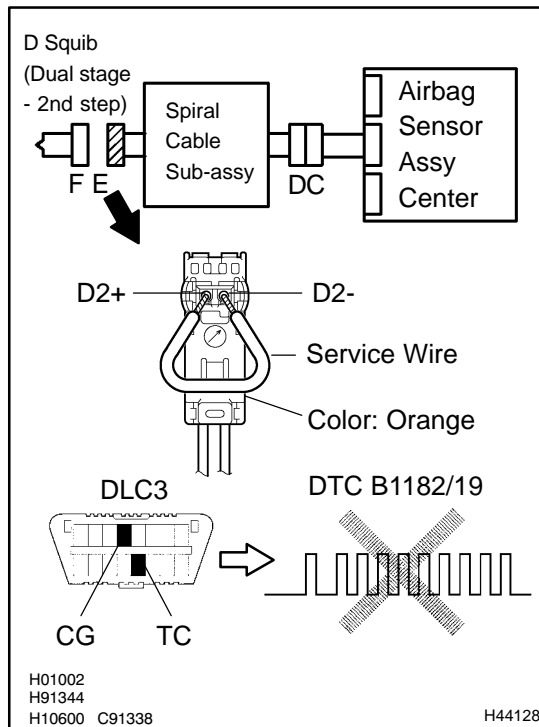 D Squib
(Dual stage
- 2nd step)
Spiral
Cable
Sub-assy
Airbag
Sensor
Assy
Center
F E
DC
D2+
D2-
Service Wire
Color: Orange
DLC3
DTC B1182/19
CG
TC
H01002
H91344
H10600 C91338
H44128